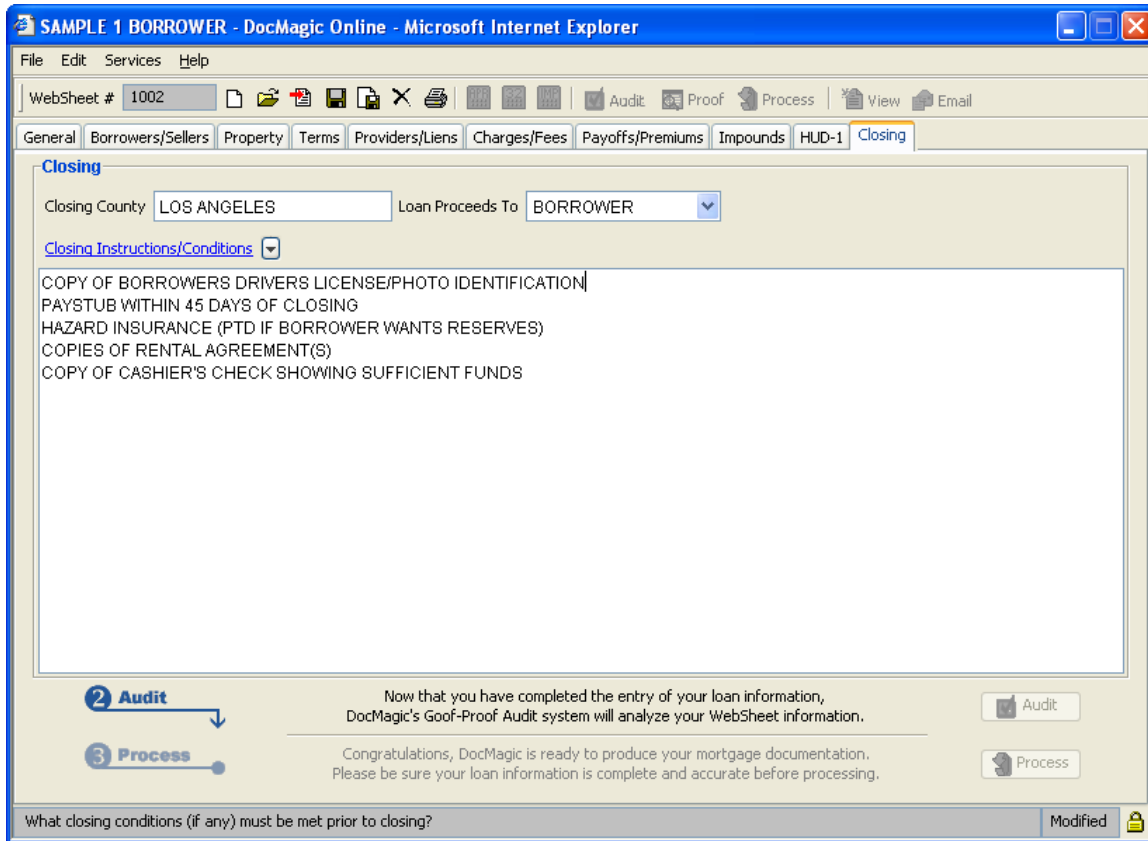 SAMPLE 1 BORROWER - DocMagic Online - Microsoft Internet Explorer
File Edit Services Help
WebSheet # 1002 Audit Proof Process View Email
General Borrowers/Sellers Property Terms Providers/Liens Charges/Fees Payoffs/Premiums Impounds HUD-1 Closing
Closing
Closing County LOS ANGELES Loan Proceeds To BORROWER
Closing Instructions/Conditions
COPY OF BORROWERS DRIVERS LICENSE/PHOTO IDENTIFICATION
PAYSTUB WITHIN 45 DAYS OF CLOSING
HAZARD INSURANCE (PTD IF BORROWER WANTS RESERVES)
COPIES OF RENTAL AGREEMENT(S)
COPY OF CASHIER'S CHECK SHOWING SUFFICIENT FUNDS
2 Audit
Now that you have completed the entry of your loan information,
DocMagic's Goof-Proof Audit system will analyze your WebSheet information.
Audit
3 Process
Congratulations, DocMagic is ready to produce your mortgage documentation.
Please be sure your loan information is complete and accurate before processing.
Process
What closing conditions (if any) must be met prior to closing? Modified